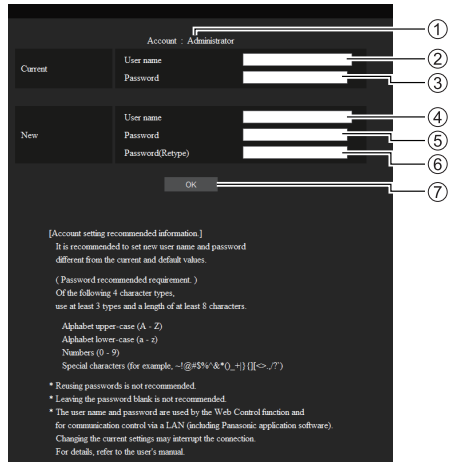 Account : Administrator
①
Current
User name
②
Password
③
New
User name
④
Password
⑤
Password(Retype)
⑥
OK
⑦
[Account setting recommended information.]
It is recommended to set new user name and password
different from the current and default values.
( Password recommended requirement. )
Of the following 4 character types,
use at least 3 types and a length of at least 8 characters.
Alphabet upper-case (A - Z)
Alphabet lower-case (a - z)
Numbers (0 - 9)
Special characters (for example, ~!@#$%^&*()_+|}{][<>.,/?`)
* Reusing passwords is not recommended.
* Leaving the password blank is not recommended.
* The user name and password are used by the Web Control function and
for communication control via a LAN (including Panasonic application software).
Changing the current settings may interrupt the connection.
For details, refer to the user's manual.